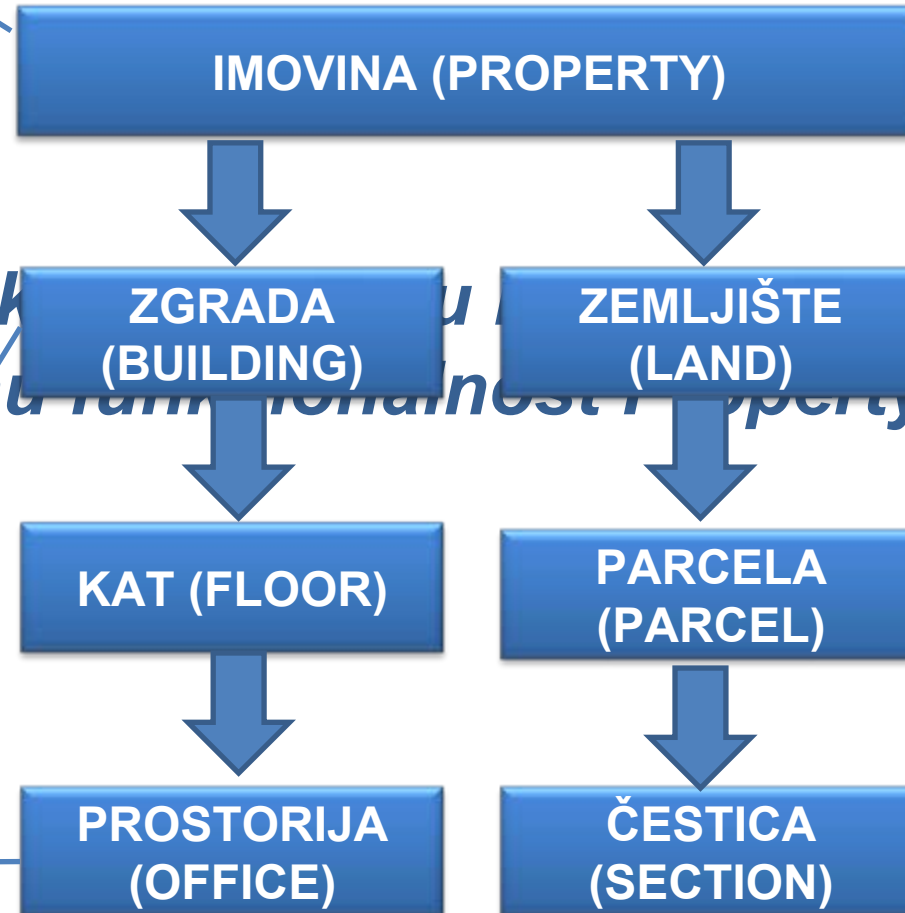 IMOVINA (PROPERTY)
ZGRADA
(BUILDING)
ZEMLJIŠTE
(LAND)
KAT (FLOOR)
PARCELA
(PARCEL)
PROSTORIJA
(OFFICE)
ČESTICA
(SECTION)